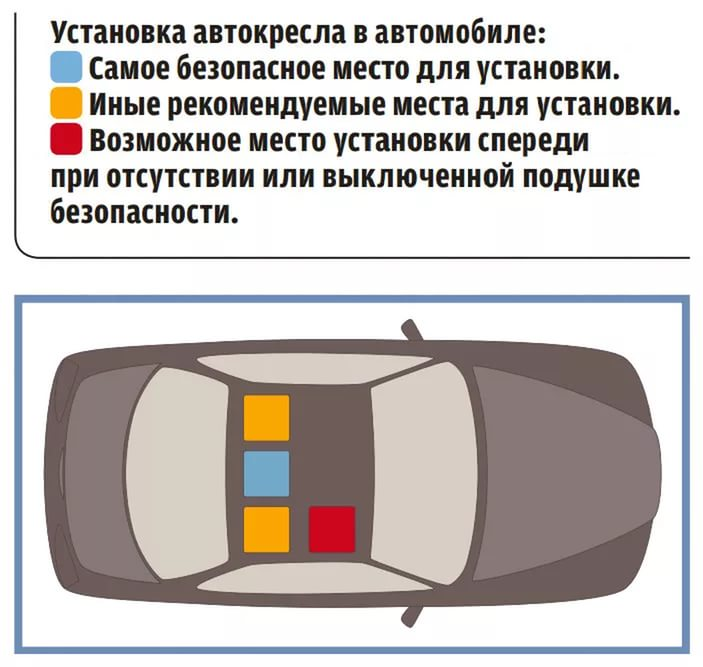 Установка автокресла в автомобиле:
Самое безопасное место для установки.
Иные рекомендуемые места для установки.
Возможное место установки спереди
при отсутствии или выключенной подушке
безопасности.